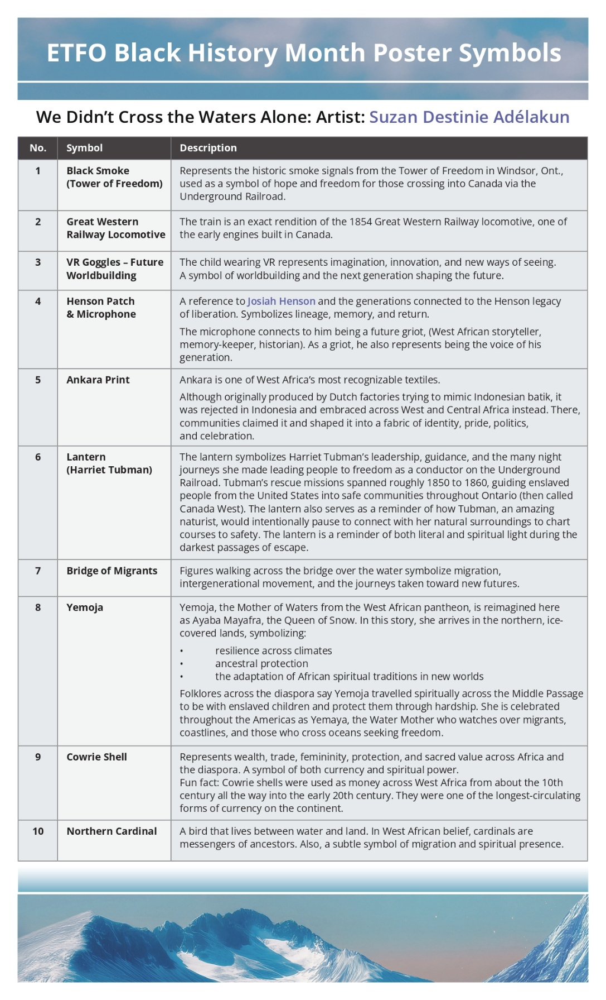 ETFO Black History Month Poster Symbols
We Didn’t Cross the Waters Alone: Artist: Suzan Destinie Adélakun
No. Symbol Description
1 Black Smoke
(Tower of Freedom)
Represents the historic smoke signals from the Tower of Freedom in Windsor, Ont.,
used as a symbol of hope and freedom for those crossing into Canada via the
Underground Railroad.
2 Great Western
Railway Locomotive
The train is an exact rendition of the 1854 Great Western Railway locomotive, one of
the early engines built in Canada.
3 VR Goggles – Future
Worldbuilding
The child wearing VR represents imagination, innovation, and new ways of seeing.
A symbol of worldbuilding and the next generation shaping the future.
4 Henson Patch
& Microphone
A reference to Josiah Henson and the generations connected to the Henson legacy
of liberation. Symbolizes lineage, memory, and return.
The microphone connects to him being a future griot, (West African storyteller,
memory-keeper, historian). As a griot, he also represents being the voice of his
generation.
5 Ankara Print
Ankara is one of West Africa’s most recognizable textiles.
Although originally produced by Dutch factories trying to mimic Indonesian batik, it
was rejected in Indonesia and embraced across West and Central Africa instead. There,
communities claimed it and shaped it into a fabric of identity, pride, politics,
and celebration.
6 Lantern
(Harriet Tubman)
The lantern symbolizes Harriet Tubman’s leadership, guidance, and the many night
journeys she made leading people to freedom as a conductor on the Underground
Railroad. Tubman’s rescue missions spanned roughly 1850 to 1860, guiding enslaved
people from the United States into safe communities throughout Ontario (then called
Canada West). The lantern also serves as a reminder of how Tubman, an amazing
naturist, would intentionally pause to connect with her natural surroundings to chart
courses to safety. The lantern is a reminder of both literal and spiritual light during the
darkest passages of escape.
7 Bridge of Migrants
Figures walking across the bridge over the water symbolize migration,
intergenerational movement, and the journeys taken toward new futures.
8 Yemoja
Yemoja, the Mother of Waters from the West African pantheon, is reimagined here
as Ayaba Mayafra, the Queen of Snow. In this story, she arrives in the northern, ice-
covered lands, symbolizing:
• resilience across climates
• ancestral protection
• the adaptation of African spiritual traditions in new worlds
Folklores across the diaspora say Yemoja travelled spiritually across the Middle Passage
to be with enslaved children and protect them through hardship. She is celebrated
throughout the Americas as Yemaya, the Water Mother who watches over migrants,
coastlines, and those who cross oceans seeking freedom.
9 Cowrie Shell
Represents wealth, trade, femininity, protection, and sacred value across Africa and
the diaspora. A symbol of both currency and spiritual power.
Fun fact: Cowrie shells were used as money across West Africa from about the 10th
century all the way into the early 20th century. They were one of the longest-circulating
forms of currency on the continent.
10 Northern Cardinal
A bird that lives between water and land. In West African belief, cardinals are
messengers of ancestors. Also, a subtle symbol of migration and spiritual presence.